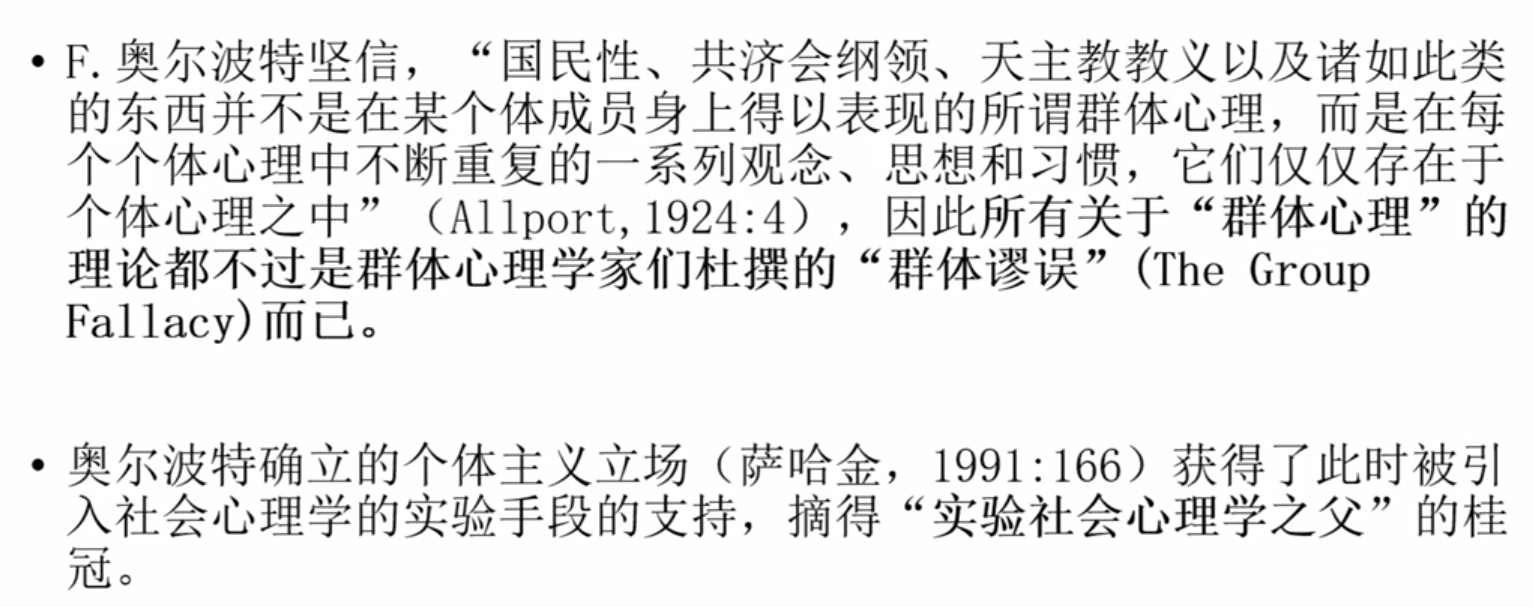 • F.奥尔波特坚信，“国民性、共济会纲领、天主教教义以及诸如此类
的东西并不是在某个体成员身上得以表现的所谓群体心理，而是在每
个个体心理中不断重复的一系列观念、思想和习惯，它们仅仅存在于
个体心理之中”（Allport,1924:4），因此所有关于“群体心理”的
理论都不过是群体心理学家们杜撰的“群体谬误”(The Group
Fallacy)而已。
• 奥尔波特确立的个体主义立场（萨哈金，1991:166）获得了此时被引
入社会心理学的实验手段的支持，摘得“实验社会心理学之父”的桂
冠。